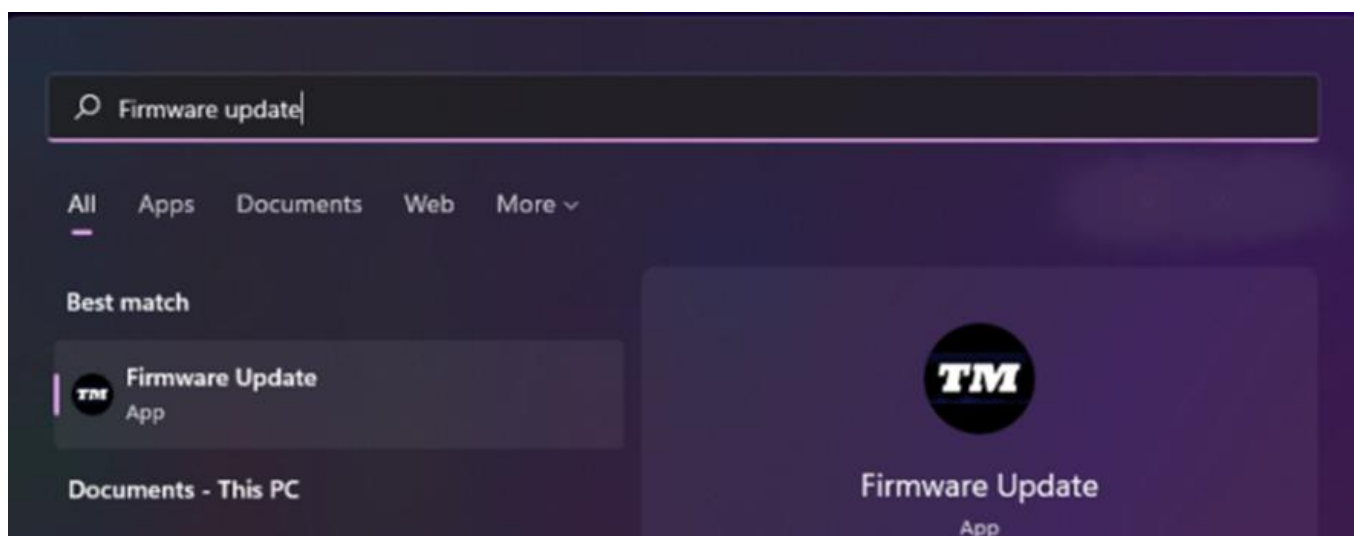 Firmware update
All Apps Documents Web More
Best match
TM
Firmware Update
App
Documents - This PC
TM
Firmware Update
App